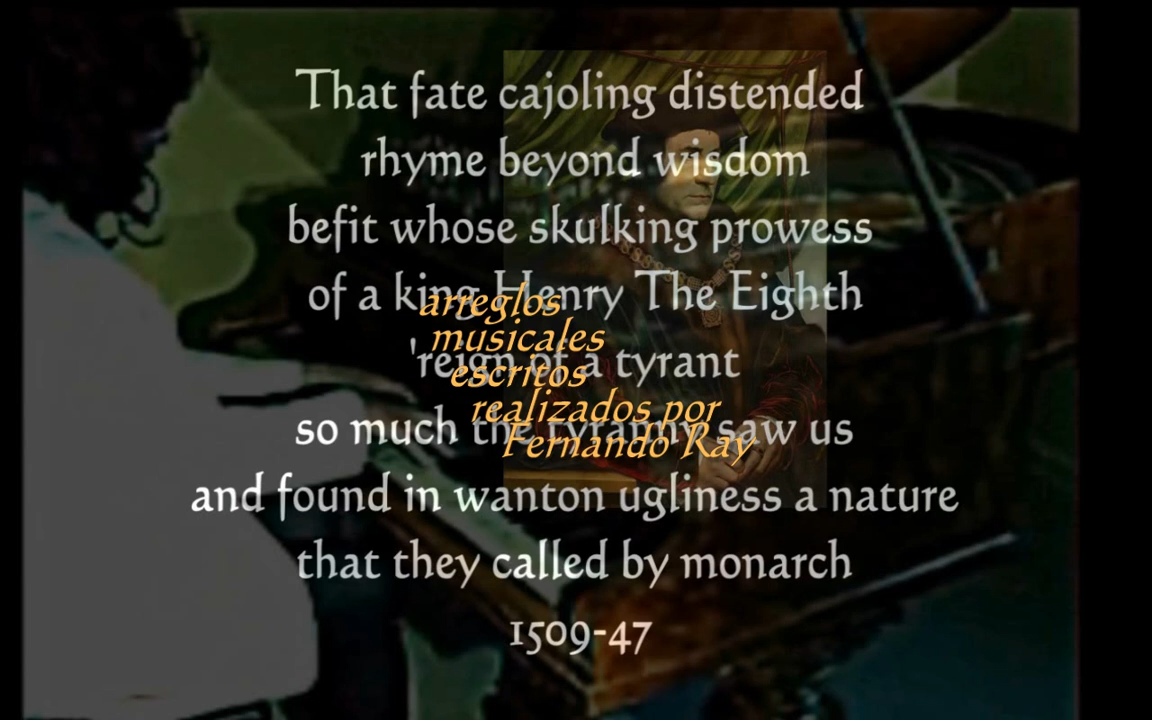 That fate cajoling distended
rhyme beyond wisdom
befit whose skulking prowess
of a king Henry The Eighth
'reign of a tyrant
so much the tyranny saw us
and found in wanton ugliness a nature
that they called by monarch
1509-47
arreglos
musicales
escritos
realizados por
Fernando Ray